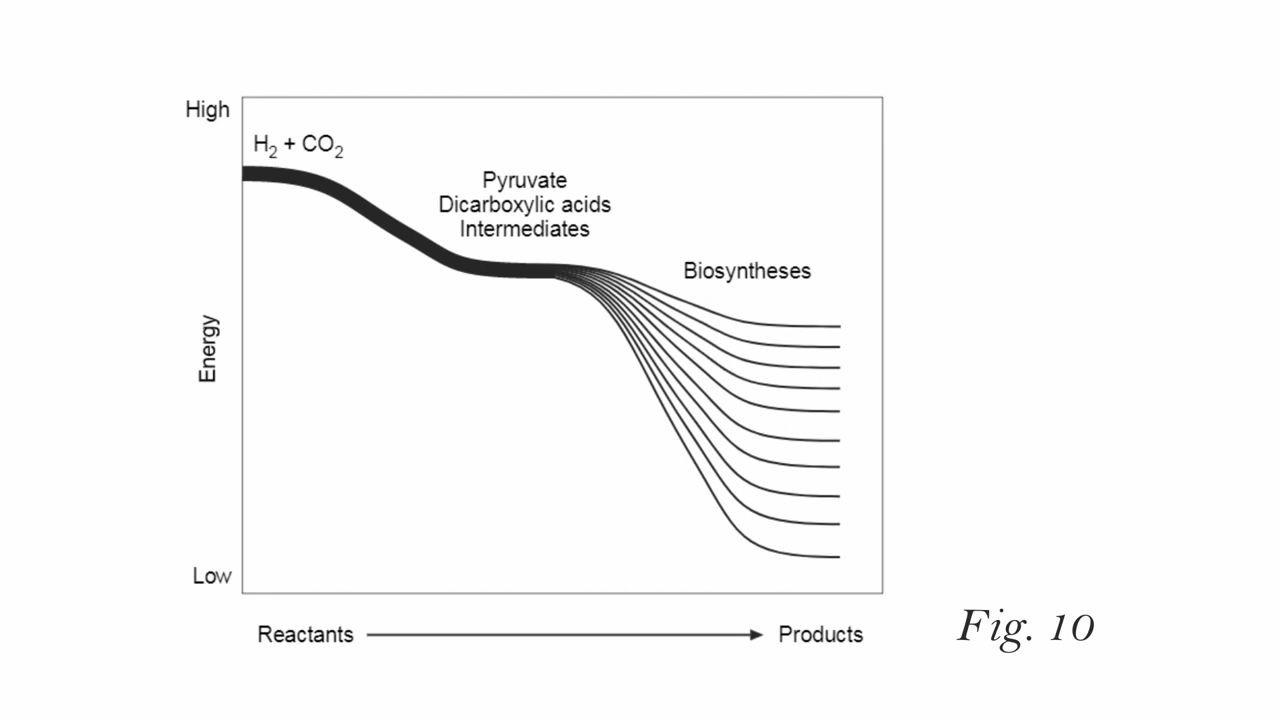 High
H₂ + CO₂
Pyruvate
Dicarboxylic acids
Intermediates
Biosyntheses
Energy
Low
Reactants
Products
Fig. 10